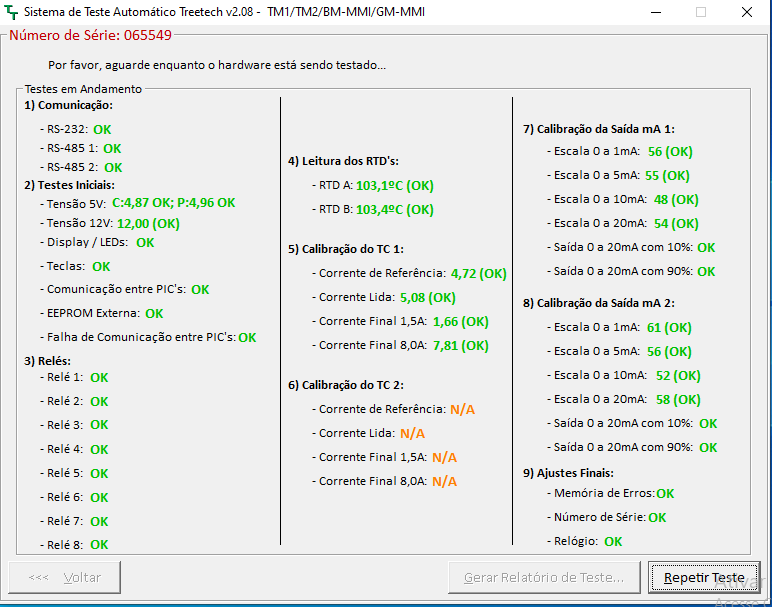 Sistema de Teste Automático Treetech v2.08 - TM1/TM2/BM-MMI/GM-MMI
Número de Série: 065549
Por favor, aguarde enquanto o hardware está sendo testado...
Testes em Andamento
1) Comunicação:
- RS-232: OK
- RS-485 1: OK
- RS-485 2: OK
2) Testes Iniciais:
- Tensão 5V: C:4,87 OK; P:4,96 OK
- Tensão 12V: 12,00 (OK)
- Display / LEDs: OK
- Teclas: OK
- Comunicação entre PIC's: OK
- EEPROM Externa: OK
- Falha de Comunicação entre PIC's: OK
3) Relés:
- Relé 1: OK
- Relé 2: OK
- Relé 3: OK
- Relé 4: OK
- Relé 5: OK
- Relé 6: OK
- Relé 7: OK
- Relé 8: OK
4) Leitura dos RTD's:
- RTD A: 103,1ºC (OK)
- RTD B: 103,4ºC (OK)
5) Calibração do TC 1:
- Corrente de Referência: 4,72 (OK)
- Corrente Lida: 5,08 (OK)
- Corrente Final 1,5A: 1,66 (OK)
- Corrente Final 8,0A: 7,81 (OK)
6) Calibração do TC 2:
- Corrente de Referência: N/A
- Corrente Lida: N/A
- Corrente Final 1,5A: N/A
- Corrente Final 8,0A: N/A
7) Calibração da Saída mA 1:
- Escala 0 a 1mA: 56 (OK)
- Escala 0 a 5mA: 55 (OK)
- Escala 0 a 10mA: 48 (OK)
- Escala 0 a 20mA: 54 (OK)
- Saída 0 a 20mA com 10%: OK
- Saída 0 a 20mA com 90%: OK
8) Calibração da Saída mA 2:
- Escala 0 a 1mA: 61 (OK)
- Escala 0 a 5mA: 56 (OK)
- Escala 0 a 10mA: 52 (OK)
- Escala 0 a 20mA: 58 (OK)
- Saída 0 a 20mA com 10%: OK
- Saída 0 a 20mA com 90%: OK
9) Ajustes Finais:
- Memória de Erros: OK
- Número de Série: OK
- Relógio: OK
<<< Voltar
Gerar Relatório de Teste...
Repetir Teste
Ativar